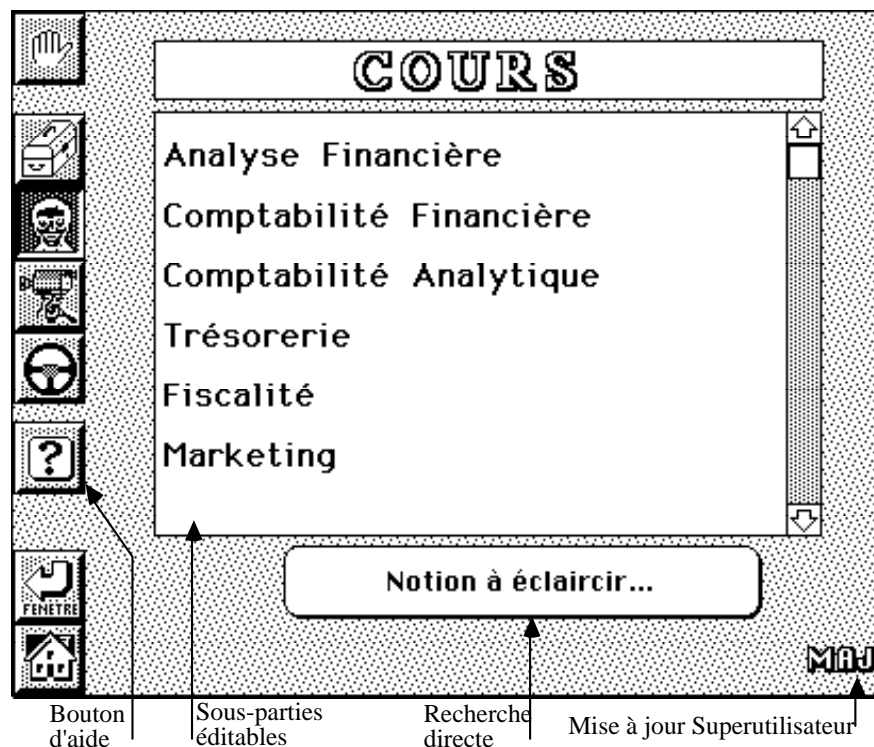 COURS
Analyse Financière
Comptabilité Financière
Comptabilité Analytique
Trésorerie
Fiscalité
Marketing
?
Notion à éclaircir...
FENETRE
MAJ
Bouton
d'aide
Sous-parties
éditables
Recherche
directe
Mise à jour Superutilisateur